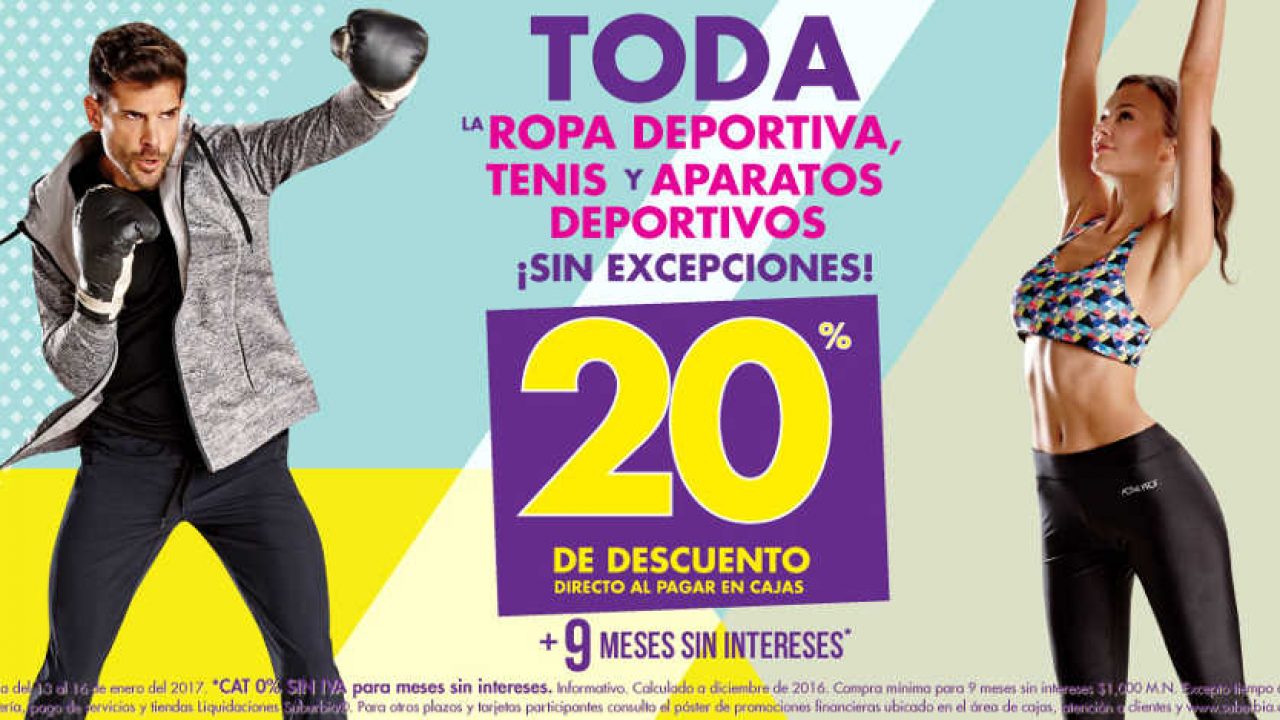 TODA
LA ROPA DEPORTIVA,
TENIS Y APARATOS
DEPORTIVOS
¡SIN EXCEPCIONES!
20%
DE DESCUENTO
DIRECTO AL PAGAR EN CAJAS
+ 9 MESES SIN INTERESES*
a del 13 al 16 de enero del 2017. *CAT 0% SIN IVA para meses sin intereses. Informativo. Calculado a diciembre de 2016. Compra mínima para 9 meses sin intereses $1,000 M.N. Excepto tiempo
ería, pago de servicios y tiendas Liquidaciones Suburbia®. Para otros plazos y tarjetas participantes consulta el póster de promociones financieras ubicado en el área de cajas, atención a clientes y www.suburbia.